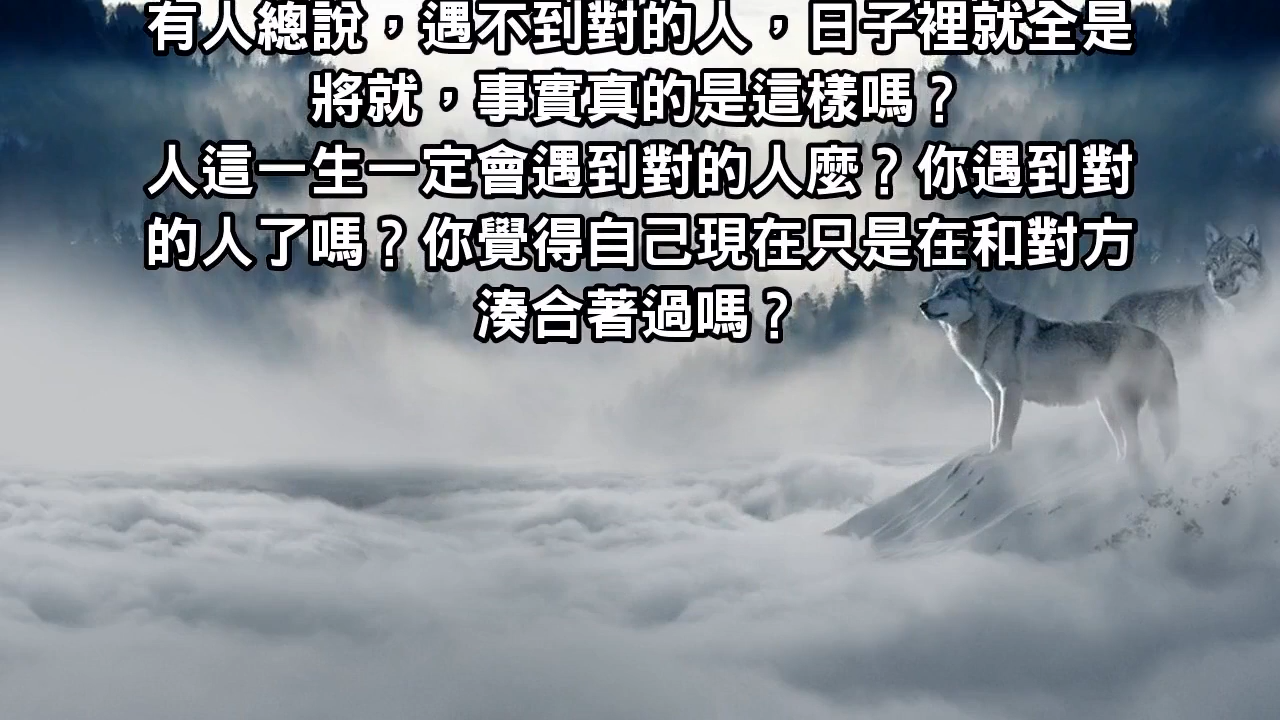 有人總說，遇不到對的人，日子裡就全是
將就，事實真的是這樣嗎？
人這一生一定會遇到對的人麼？你遇到對
的人了嗎？你覺得自己現在只是在和對方
湊合著過嗎？